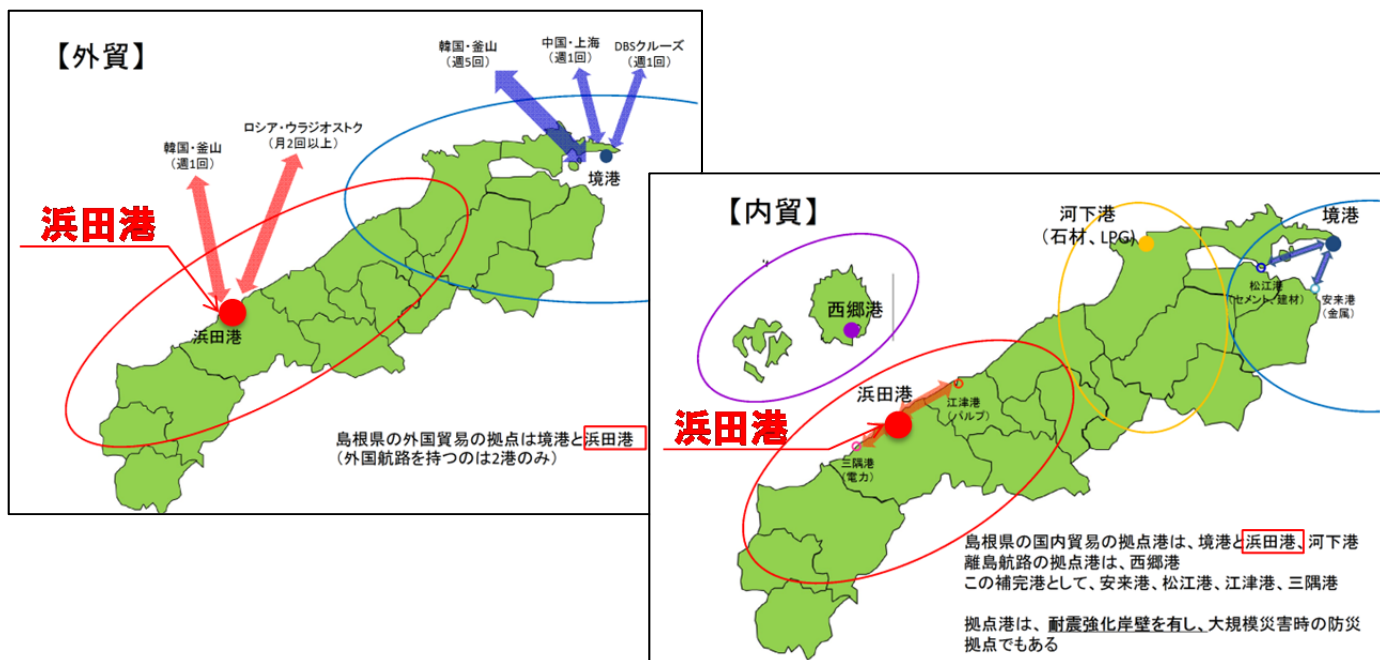 【外貿】
韓国・釜山
(週5回)
中国・上海
(週1回)
DBSクルーズ
(週1回)
韓国・釜山
(週1回)
ロシア・ウラジオストク
(月2回以上)
境港
浜田港
浜田港
島根県の外国貿易の拠点は境港と浜田港
(外国航路を持つのは2港のみ)
【内貿】
河下港
(石材、LPG)
境港
松江港
(セメント、建材)
安来港
(金属)
西郷港
浜田港
江津港
(パルプ)
浜田港
三隅港
(電力)
島根県の国内貿易の拠点港は、境港と浜田港、河下港
離島航路の拠点港は、西郷港
この補完港として、安来港、松江港、江津港、三隅港
拠点港は、耐震強化岸壁を有し、大規模災害時の防災
拠点でもある